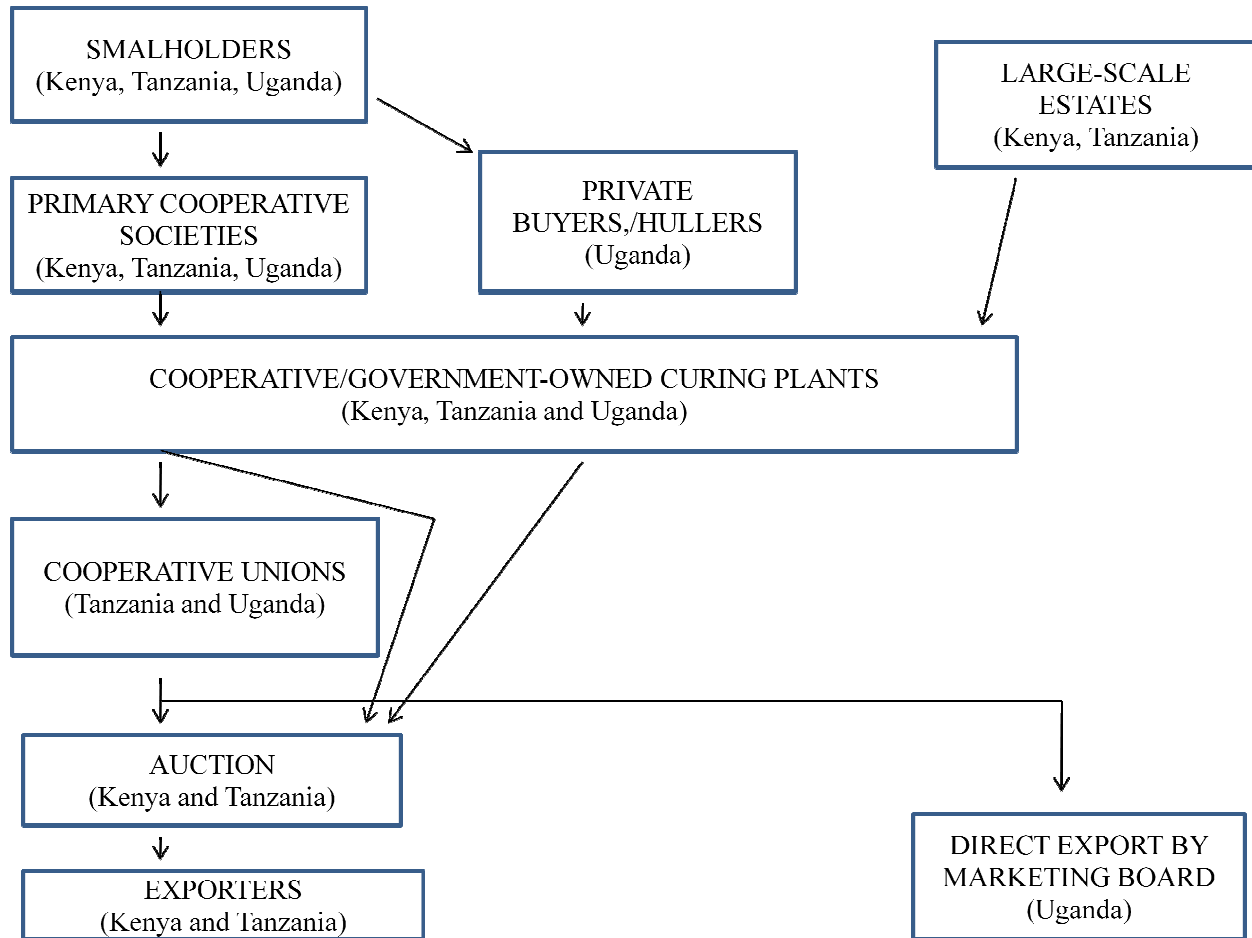 SMALHOLDERS
(Kenya, Tanzania, Uganda)
LARGE-SCALE
ESTATES
(Kenya, Tanzania)
PRIMARY COOPERATIVE
SOCIETIES
(Kenya, Tanzania, Uganda)
PRIVATE
BUYERS,/HULLERS
(Uganda)
COOPERATIVE/GOVERNMENT-OWNED CURING PLANTS
(Kenya, Tanzania and Uganda)
COOPERATIVE UNIONS
(Tanzania and Uganda)
AUCTION
(Kenya and Tanzania)
EXPORTERS
(Kenya and Tanzania)
DIRECT EXPORT BY
MARKETING BOARD
(Uganda)